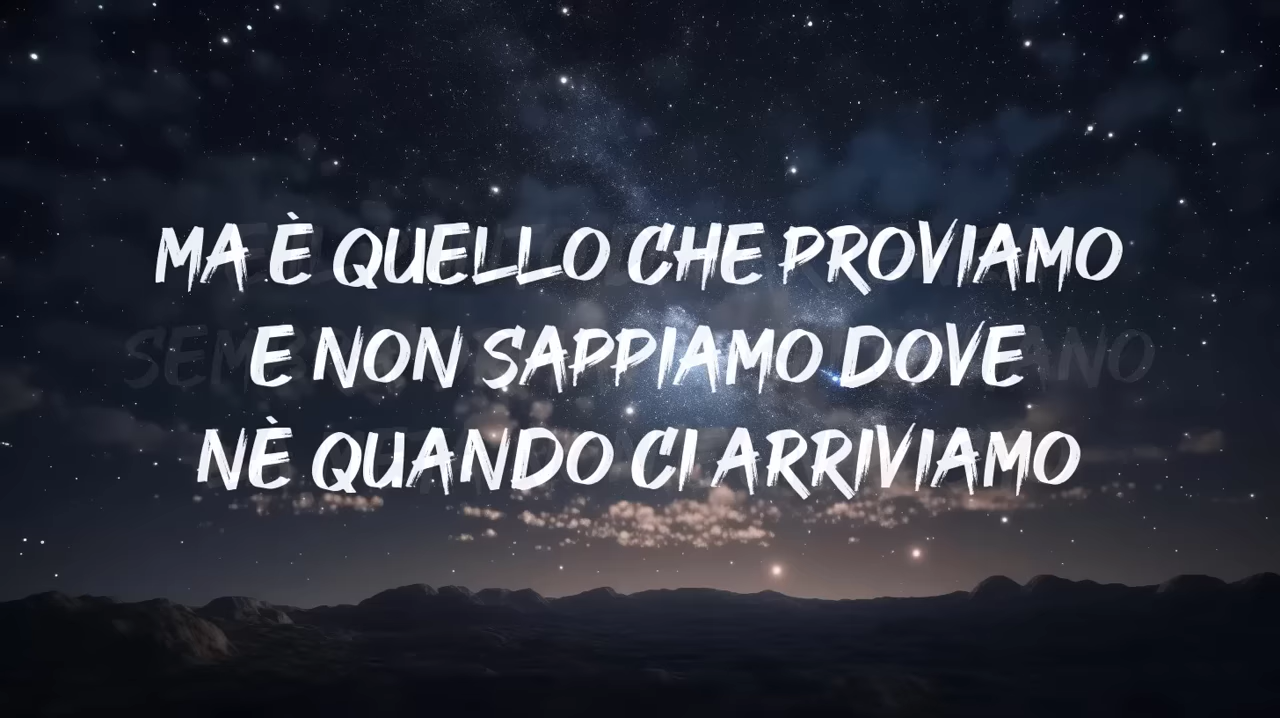 MA È QUELLO CHE PROVIAMO
E NON SAPPIAMO DOVE
NÈ QUANDO CI ARRIVIAMO